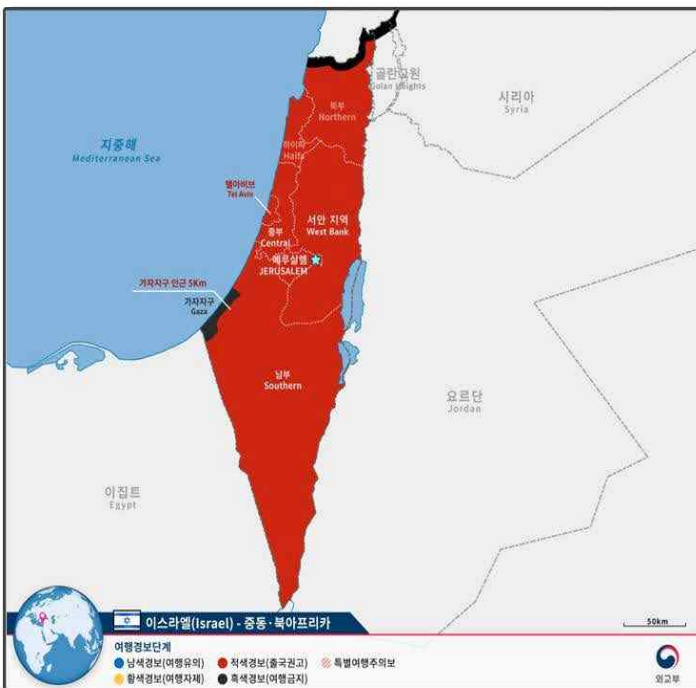 골란고원
Golan Heights
시리아
Syria
북부
Northern
지중해
Mediterranean Sea
하이파
Haifa
텔아비브
Tel Aviv
서안 지역
West Bank
중부
Central
예루살렘
JERUSALEM
가자지구 인근 5Km
가자지구
Gaza
남부
Southern
요르단
Jordan
이집트
Egypt
이스라엘(Israel) - 중동·북아프리카
50km
여행경보단계
남색경보(여행유의) 적색경보(출국권고) 특별여행주의보
황색경보(여행자제) 흑색경보(여행금지)
외교부